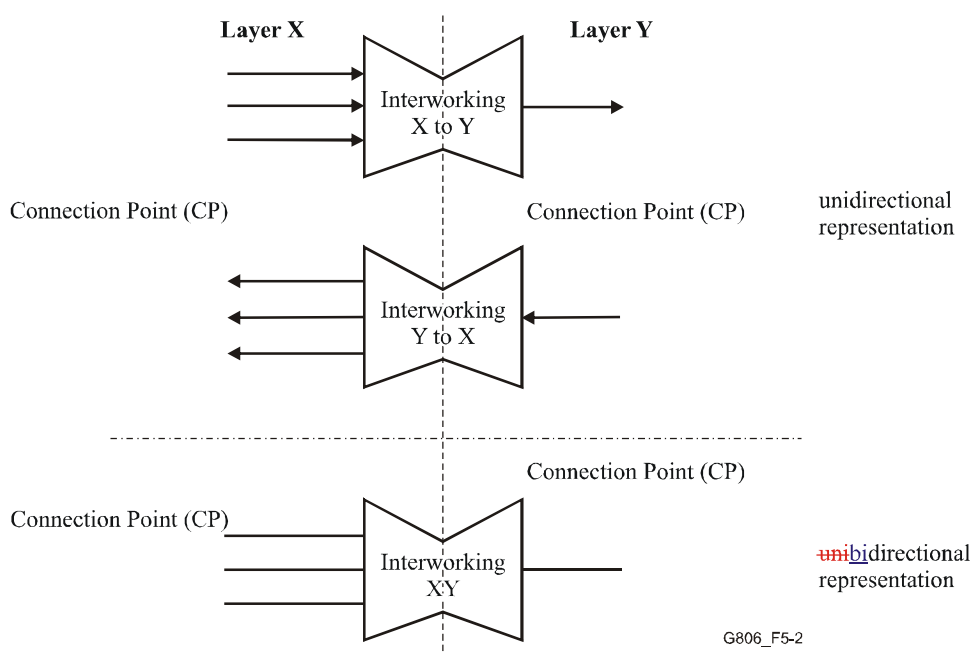 Layer X
Layer Y
Interworking
X to Y
Connection Point (CP)
Connection Point (CP)
unidirectional
representation
Interworking
Y to X
Connection Point (CP)
Connection Point (CP)
Interworking
XY
unibidirectional
representation
G806_F5-2